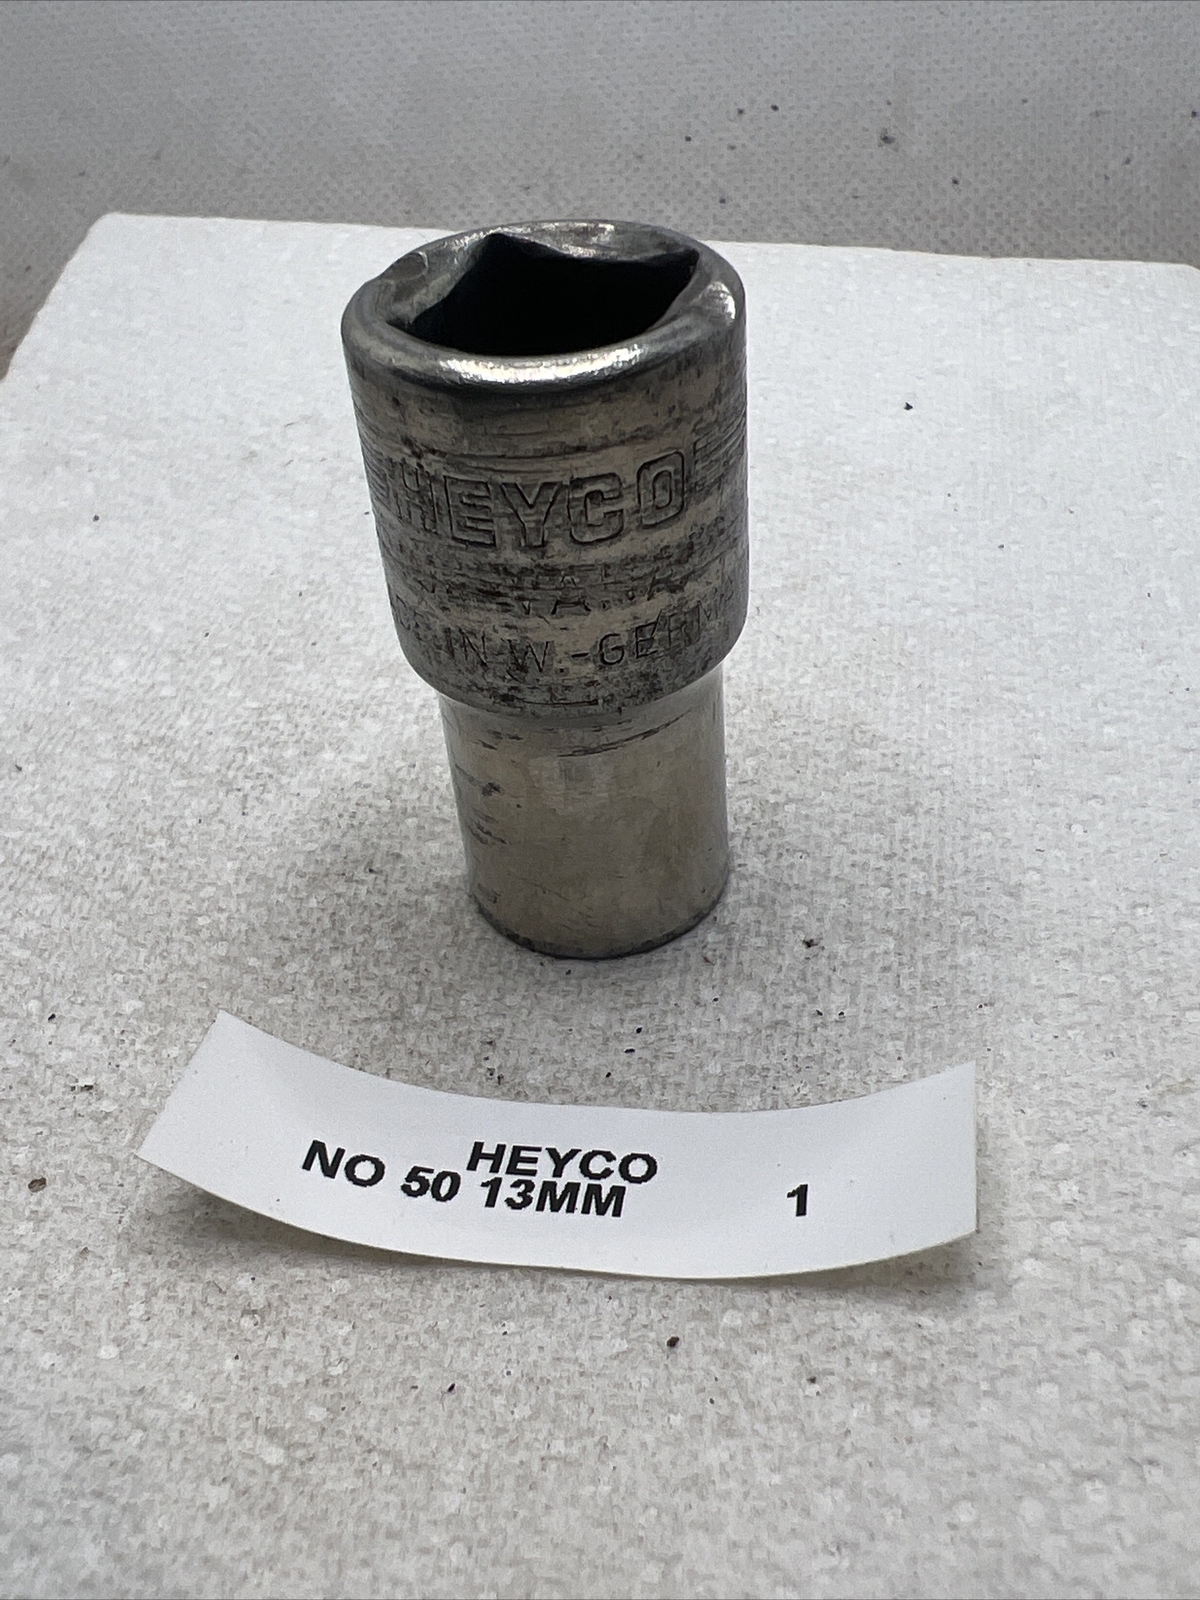 HEYCO
IN W.-GERM
HEYCO
NO 50 13MM 1